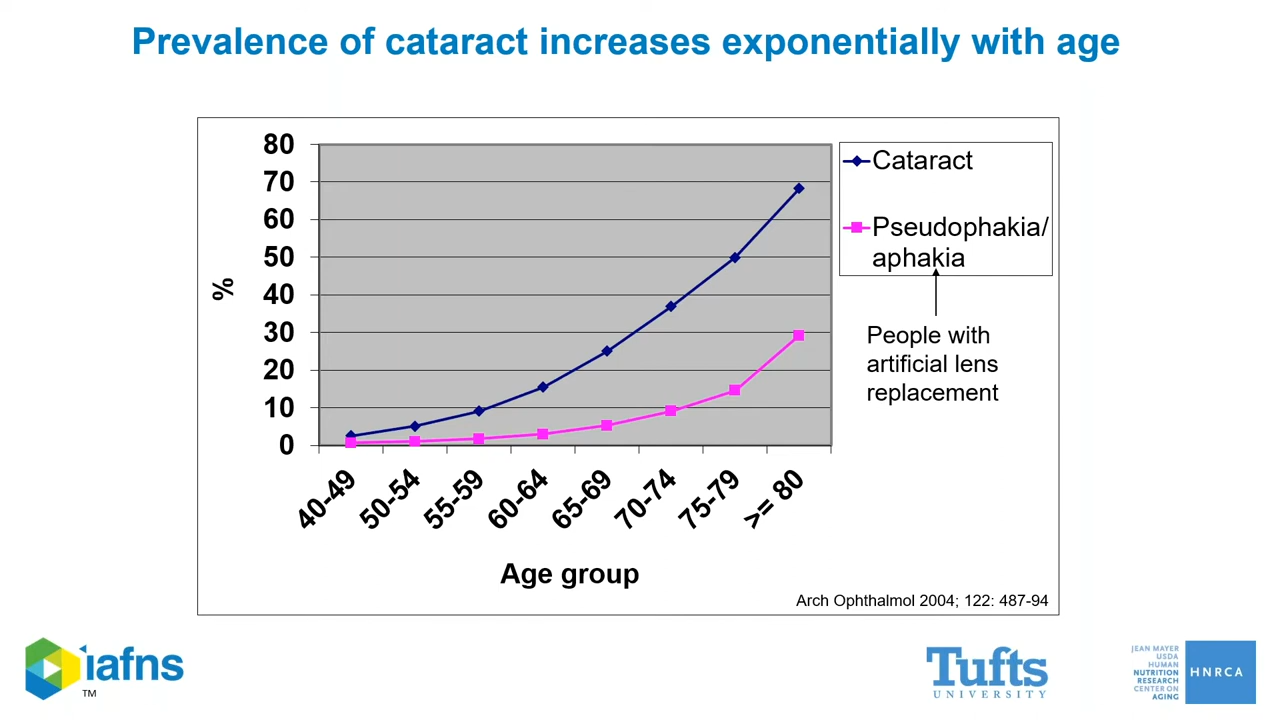 Prevalence of cataract increases exponentially with age
80
70
60
50
40
30
20
10
0
%
40-49
50-54
55-59
60-64
65-69
70-74
75-79
>= 80
Age group
Cataract
Pseudophakia/
aphakia
People with
artificial lens
replacement
Arch Ophthalmol 2004; 122: 487-94
iafns
TM
Tufts
UNIVERSITY
JEAN MAYER
USDA
HUMAN
NUTRITION
RESEARCH
CENTER ON
AGING
HNRCA